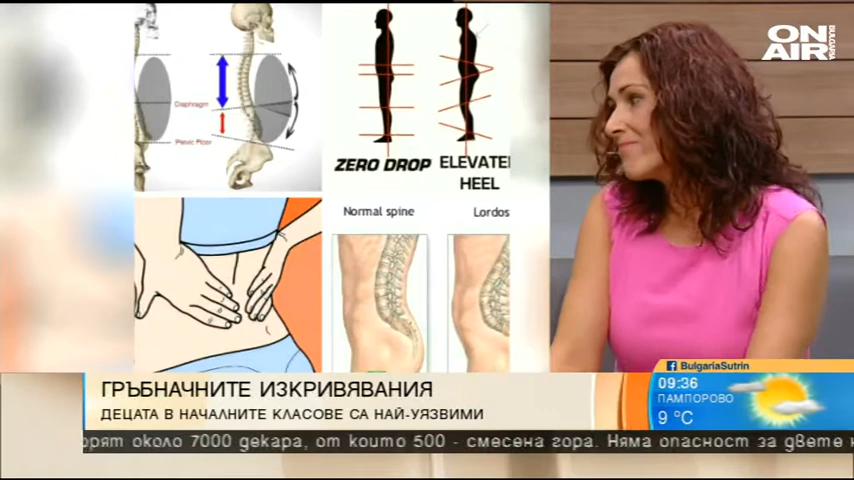 ON
AIR
BULGARIA
Diaphragm
Pelvic Floor
ZERO DROP
ELEVATE
HEEL
Normal spine
Lordos
BulgariaSutrin
ГРЪБНАЧНИТЕ ИЗКРИВЯВАНИЯ
ДЕЦАТА В НАЧАЛНИТЕ КЛАСОВЕ СА НАЙ-УЯЗВИМИ
09:36
ПАМПОРОВО
9 °C
орят около 7000 декара, от които 500 - смесена гора. Няма опасност за двете